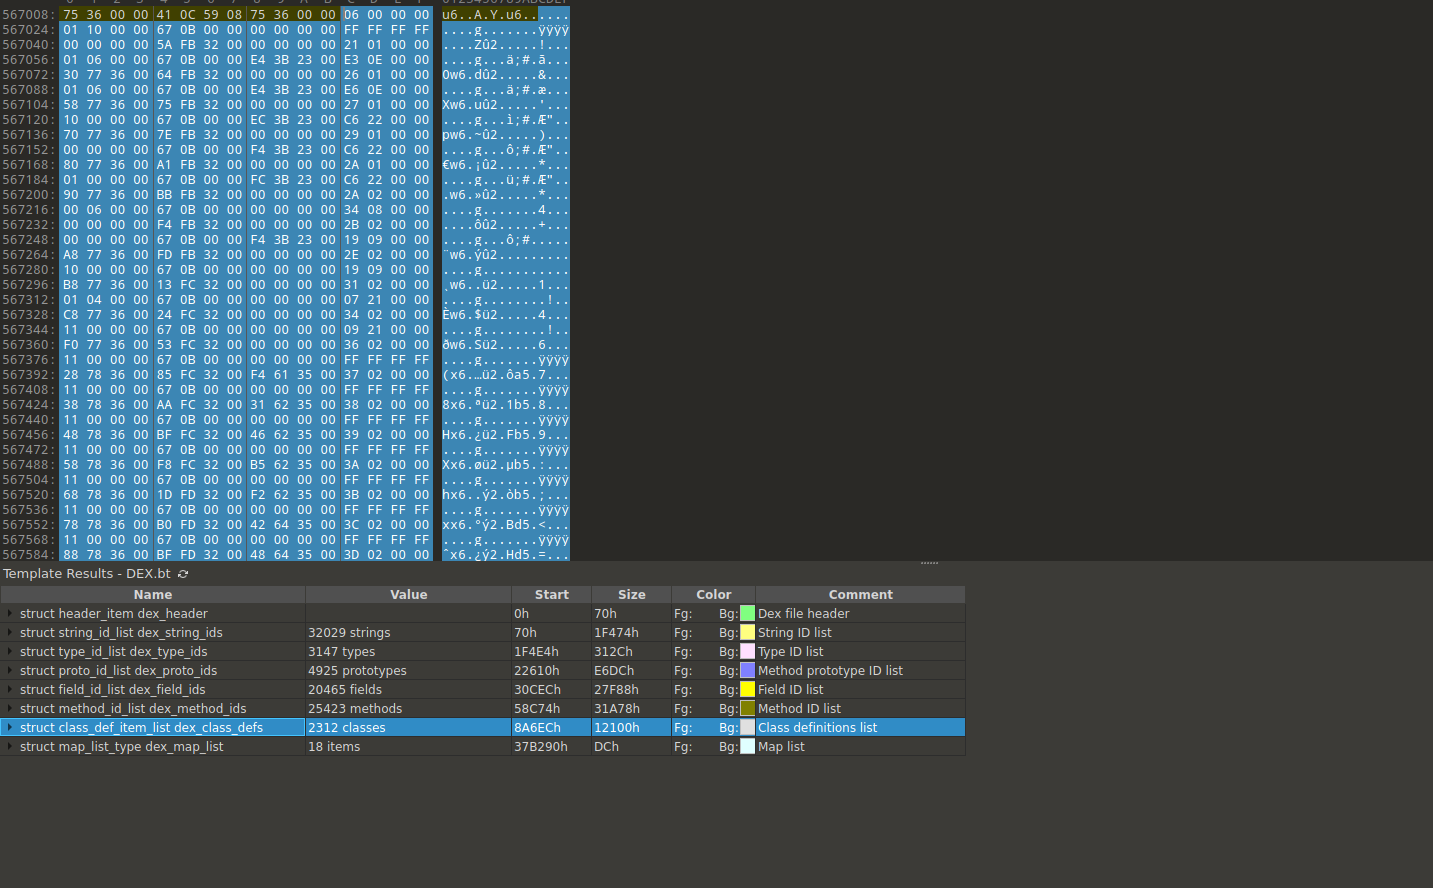 567008: 75 36 00 00 41 0C 59 08 75 36 00 00 06 00 00 00 u6..A.Y.u6......
567024: 01 10 00 00 67 0B 00 00 00 00 00 00 FF FF FF FF ....g.......ÿÿÿÿ
567040: 00 00 00 00 5A FB 32 00 00 00 00 00 21 01 00 00 ....Zû2.....!...
567056: 01 06 00 00 67 0B 00 00 E4 3B 23 00 E3 0E 00 00 ....g...ä;#.ã...
567072: 30 77 36 00 64 FB 32 00 00 00 00 00 26 01 00 00 0w6.dû2.....&...
567088: 01 06 00 00 67 0B 00 00 E4 3B 23 00 E6 0E 00 00 ....g...ä;#.æ...
567104: 58 77 36 00 75 FB 32 00 00 00 00 00 27 01 00 00 Xw6.uû2.....'...
567120: 10 00 00 00 67 0B 00 00 EC 3B 23 00 C6 22 00 00 ....g...ì;#.Æ"..
567136: 70 77 36 00 7E FB 32 00 00 00 00 00 29 01 00 00 pw6.~û2.....)...
567152: 00 00 00 00 67 0B 00 00 F4 3B 23 00 C6 22 00 00 ....g...ô;#.Æ"..
567168: 80 77 36 00 A1 FB 32 00 00 00 00 00 2A 01 00 00 €w6.¡û2.....*...
567184: 01 00 00 00 67 0B 00 00 FC 3B 23 00 C6 22 00 00 ....g...ü;#.Æ"..
567200: 90 77 36 00 BB FB 32 00 00 00 00 00 2A 02 00 00 .w6.»û2.....*...
567216: 00 06 00 00 67 0B 00 00 00 00 00 00 34 08 00 00 ....g.......4...
567232: 00 00 00 00 F4 FB 32 00 00 00 00 00 2B 02 00 00 ....ôû2.....+...
567248: 00 00 00 00 67 0B 00 00 F4 3B 23 00 19 09 00 00 ....g...ô;#.....
567264: A8 77 36 00 FD FB 32 00 00 00 00 00 2E 02 00 00 ¨w6.ýû2.........
567280: 10 00 00 00 67 0B 00 00 00 00 00 00 19 09 00 00 ....g...........
567296: B8 77 36 00 13 FC 32 00 00 00 00 00 31 02 00 00 ¸w6..ü2.....1...
567312: 01 04 00 00 67 0B 00 00 00 00 00 00 07 21 00 00 ....g........!..
567328: C8 77 36 00 24 FC 32 00 00 00 00 00 34 02 00 00 Èw6.$ü2.....4...
567344: 11 00 00 00 67 0B 00 00 00 00 00 00 09 21 00 00 ....g........!..
567360: F0 77 36 00 53 FC 32 00 00 00 00 00 36 02 00 00 ðw6.Sü2.....6...
567376: 11 00 00 00 67 0B 00 00 00 00 00 00 FF FF FF FF ....g.......ÿÿÿÿ
567392: 28 78 36 00 85 FC 32 00 F4 61 35 00 37 02 00 00 (x6.…ü2.ôa5.7...
567408: 11 00 00 00 67 0B 00 00 00 00 00 00 FF FF FF FF ....g.......ÿÿÿÿ
567424: 38 78 36 00 AA FC 32 00 31 62 35 00 38 02 00 00 8x6.ªü2.1b5.8...
567440: 11 00 00 00 67 0B 00 00 00 00 00 00 FF FF FF FF ....g.......ÿÿÿÿ
567456: 48 78 36 00 BF FC 32 00 46 62 35 00 39 02 00 00 Hx6.¿ü2.Fb5.9...
567472: 11 00 00 00 67 0B 00 00 00 00 00 00 FF FF FF FF ....g.......ÿÿÿÿ
567488: 58 78 36 00 F8 FC 32 00 B5 62 35 00 3A 02 00 00 Xx6.øü2.µb5.:...
567504: 11 00 00 00 67 0B 00 00 00 00 00 00 FF FF FF FF ....g.......ÿÿÿÿ
567520: 68 78 36 00 1D FD 32 00 F2 62 35 00 3B 02 00 00 hx6..ý2.òb5.;...
567536: 11 00 00 00 67 0B 00 00 00 00 00 00 FF FF FF FF ....g.......ÿÿÿÿ
567552: 78 78 36 00 B0 FD 32 00 42 64 35 00 3C 02 00 00 xx6.°ý2.Bd5.<...
567568: 11 00 00 00 67 0B 00 00 00 00 00 00 FF FF FF FF ....g.......ÿÿÿÿ
567584: 88 78 36 00 BF FD 32 00 48 64 35 00 3D 02 00 00 ˆx6.¿ý2.Hd5.=...
Template Results - DEX.bt
Name Value Start Size Color Comment
struct header_item dex_header 0h 70h Fg: Bg: Dex file header
struct string_id_list dex_string_ids 32029 strings 70h 1F474h Fg: Bg: String ID list
struct type_id_list dex_type_ids 3147 types 1F4E4h 312Ch Fg: Bg: Type ID list
struct proto_id_list dex_proto_ids 4925 prototypes 22610h E6DCh Fg: Bg: Method prototype ID list
struct field_id_list dex_field_ids 20465 fields 30CECh 27F88h Fg: Bg: Field ID list
struct method_id_list dex_method_ids 25423 methods 58C74h 31A78h Fg: Bg: Method ID list
struct class_def_item_list dex_class_defs 2312 classes 8A6ECh 12100h Fg: Bg: Class definitions list
struct map_list_type dex_map_list 18 items 37B290h DCh Fg: Bg: Map list